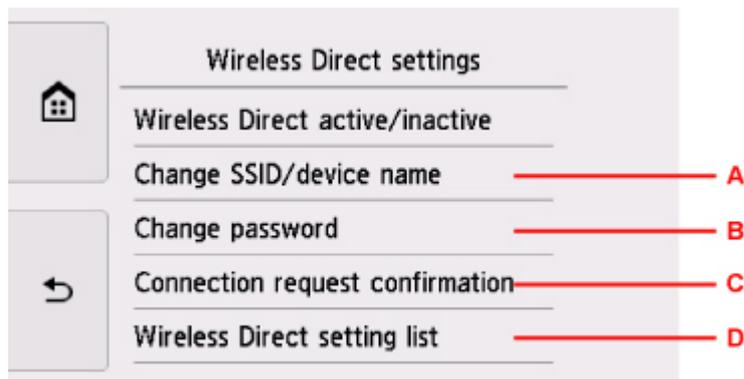 Wireless Direct settings
Wireless Direct active/inactive
Change SSID/device name A
Change password B
Connection request confirmation C
Wireless Direct setting list D